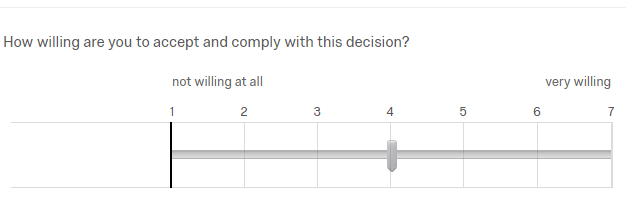 How willing are you to accept and comply with this decision?
not willing at all very willing
1 2 3 4 5 6 7